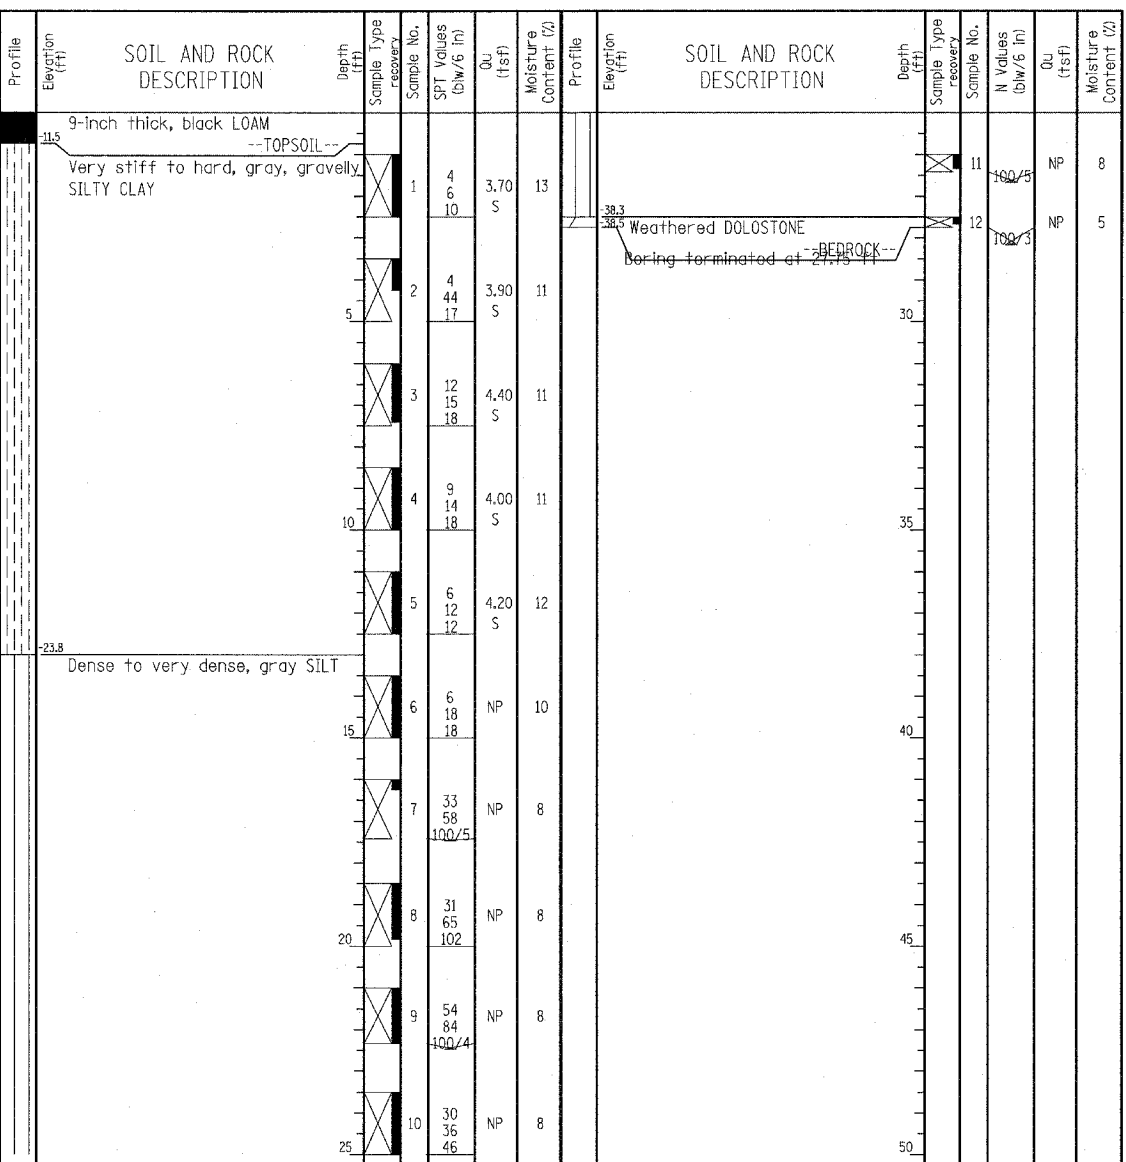 Profile
Elevation (ft)
SOIL AND ROCK
DESCRIPTION
Depth (ft)
Sample Type
recovery
Sample No.
SPT Values (blw/6 in)
Qu (tsf)
Moisture Content (%)
Profile
Elevation (ft)
SOIL AND ROCK
DESCRIPTION
Depth (ft)
Sample Type
recovery
Sample No.
N Values (blw/6 in)
Qu (tsf)
Moisture Content (%)
9-inch thick, black LOAM
-11.5
--TOPSOIL--
Very stiff to hard, gray, gravelly
SILTY CLAY
1
4
6
10
3.70
S
13
2
4
44
17
3.90
S
11
5
3
12
15
18
4.40
S
11
4
9
14
18
4.00
S
11
10
5
6
12
12
4.20
S
12
-23.8
Dense to very dense, gray SILT
6
6
18
18
NP
10
15
7
33
58
100/5
NP
8
8
31
65
102
NP
8
20
9
54
84
100/4
NP
8
10
30
36
46
NP
8
25
11
100/5
NP
8
-38.3
-38.5
Weathered DOLOSTONE
12
100/3
NP
5
--BEDROCK--
Boring terminated at 27.75 ft
30
35
40
45
50